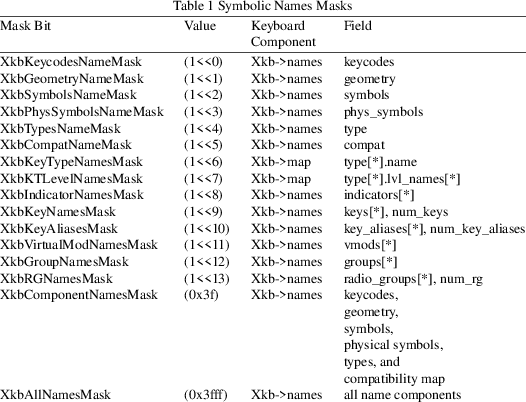 Table 1 Symbolic Names Masks
Mask Bit Value Keyboard Component Field
XkbKeycodesNameMask (1<<0) Xkb->names keycodes
XkbGeometryNameMask (1<<1) Xkb->names geometry
XkbSymbolsNameMask (1<<2) Xkb->names symbols
XkbPhysSymbolsNameMask (1<<3) Xkb->names phys_symbols
XkbTypesNameMask (1<<4) Xkb->names type
XkbCompatNameMask (1<<5) Xkb->names compat
XkbKeyTypeNamesMask (1<<6) Xkb->map type[*].name
XkbKTLevelNamesMask (1<<7) Xkb->map type[*].lvl_names[*]
XkbIndicatorNamesMask (1<<8) Xkb->names indicators[*]
XkbKeyNamesMask (1<<9) Xkb->names keys[*], num_keys
XkbKeyAliasesMask (1<<10) Xkb->names key_aliases[*], num_key_aliases
XkbVirtualModNamesMask (1<<11) Xkb->names vmods[*]
XkbGroupNamesMask (1<<12) Xkb->names groups[*]
XkbRGNamesMask (1<<13) Xkb->names radio_groups[*], num_rg
XkbComponentNamesMask (0x3f) Xkb->names keycodes,
geometry,
symbols,
physical symbols,
types, and
compatibility map
XkbAllNamesMask (0x3fff) Xkb->names all name components